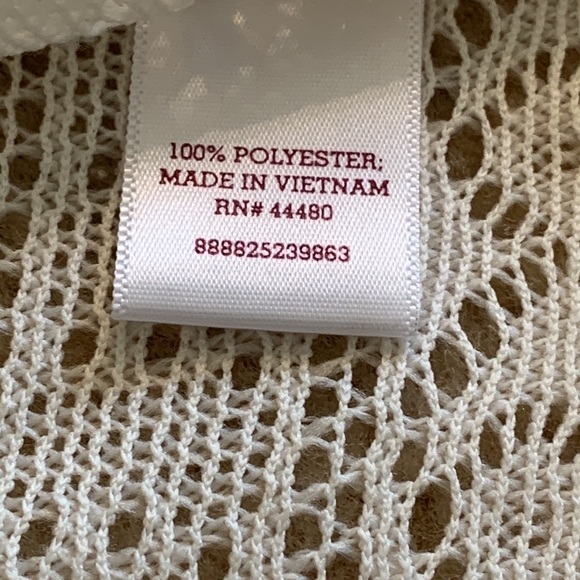 100% POLYESTER;
MADE IN VIETNAM
RN# 44480
888825239863